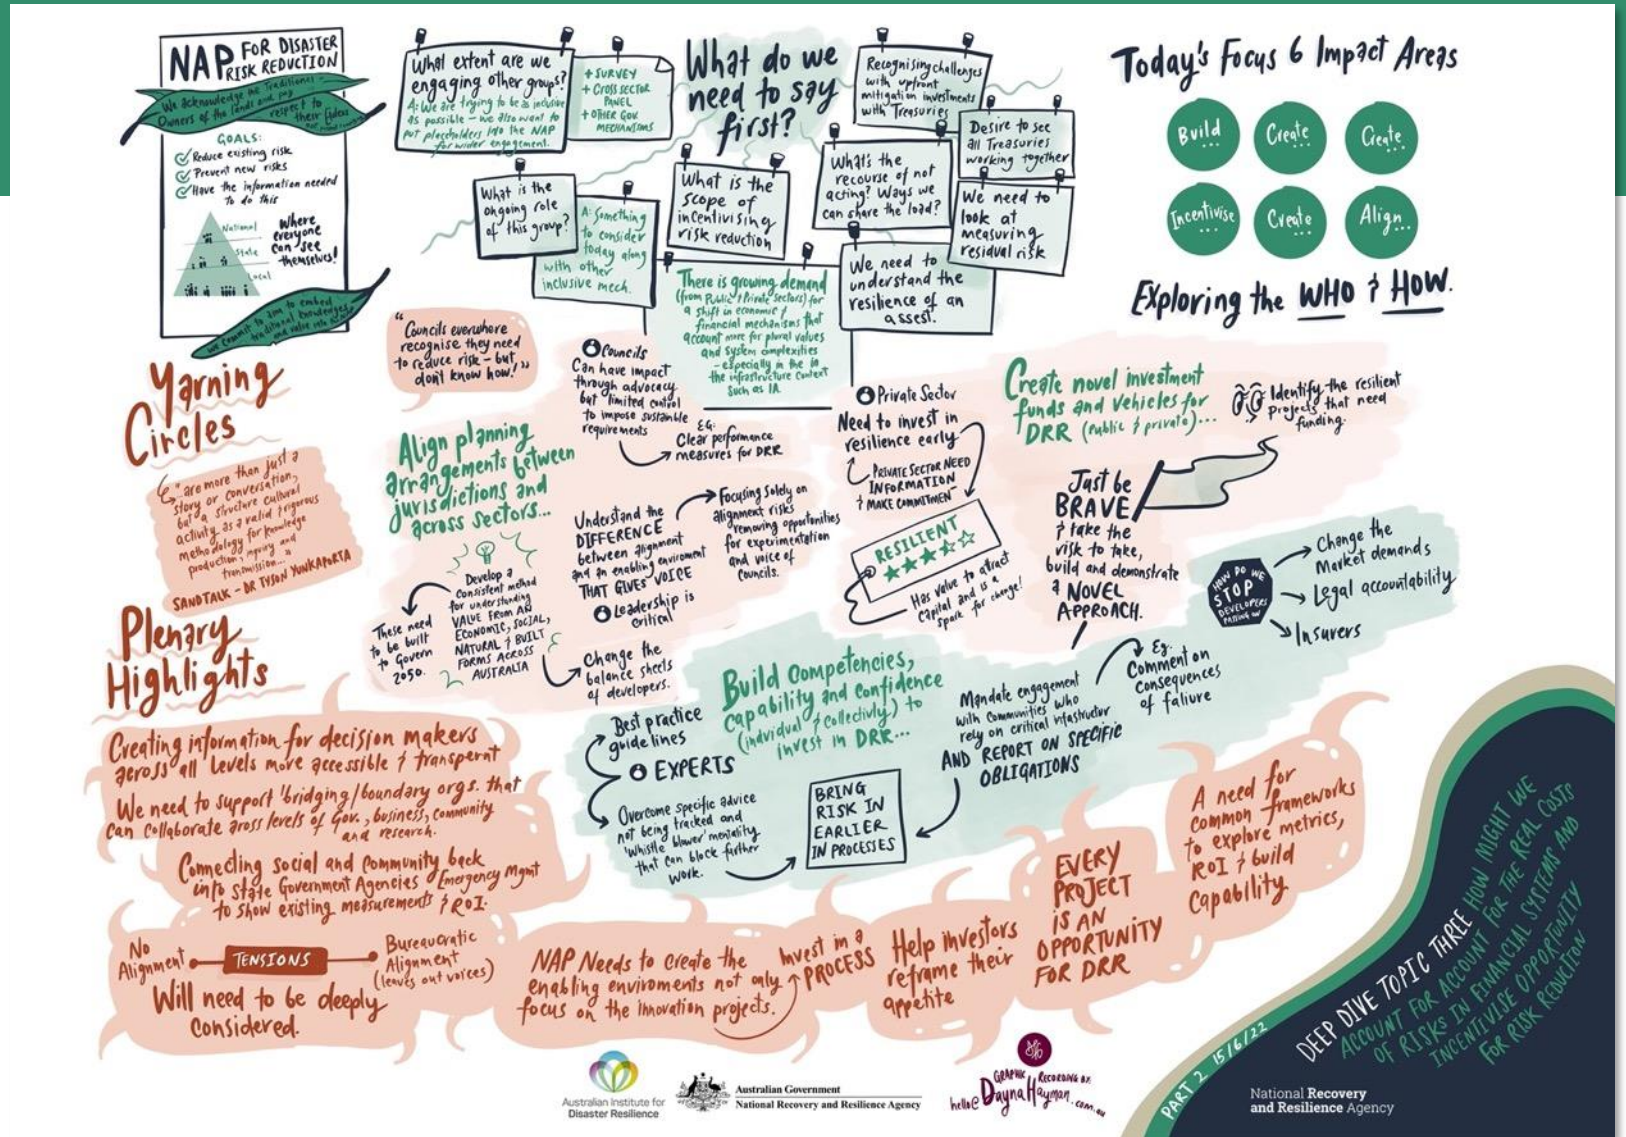 NAP FOR DISASTER
RISK REDUCTION
We acknowledge the Traditional
Owners of the lands and pay
respect to
their Elders
GOALS:
Reduce existing risk
Prevent new risks
Have the information needed
to do this
National
State
Local
Where
everyone
can see
themselves!
We commit to aim to embed
traditional knowledges
and value into
What extent are we
engaging other groups?
A: We are trying to be as inclusive
as possible – we also want to
put placeholders into the NAP
for wider engagement.
+ SURVEY
+ CROSS SECTOR
PANEL
+ OTHER GOV.
MECHANISMS
What do we
need to say
first?
Recognising challenges
with upfront
mitigation investments
with Treasuries
Desire to see
all Treasuries
working together
What is the
ongoing role
of this group?
A: Something
to consider
today along
with other
inclusive mech.
What is the
scope of
incentivising
risk reduction
What's the
recourse of not
acting? Ways we
can share the load?
We need to
look at
measuring
residual risk
We need to
understand the
resilience of an
assest.
There is growing demand
(from Public & Private Sectors) for
a shift in economic &
financial mechanisms that
account more for plural values
and system complexities
– especially in the
the infrastructure context
such as IA
Today's Focus 6 Impact Areas
Build
...
Create
...
Create
...
Incentivise
...
Create
...
Align...
Exploring the WHO & HOW.
Yarning
Circles
"..are more than just a
story or conversation,
but a structure cultural
activity as a valid & rigorous
methodology for knowledge
production, inquiry and
transmission..."
SANDTALK – DR TYSON YUNKAPORTA
"Councils everwhere
recognise they need
to reduce risk – but
don't know how!"
Align planning
arrangements between
jurisdictions and
across sectors...
Councils
Can have impact
through advocacy
but limited control
to impose sustainable
requirements
EG:
Clear performance
measures for DRR
Understand the
DIFFERENCE
between alignment
and an enabling enviroment
THAT GIVES VOICE
Leadership is
critical
Focusing solely on
alignment risks
removing opportunities
for experimentation
and voice of
Councils.
Develop a
consistent method
for understanding
VALUE FROM AN
ECONOMIC, SOCIAL,
NATURAL & BUILT
FORMS ACROSS
AUSTRALIA
These need
to be built
to Govern
2050.
Change the
balance sheets
of developers.
Private Sector
Need to invest in
resilience early
PRIVATE SECTOR NEED
INFORMATION
& MAKE COMMITMENT
RESILIENT
Has value to attract
capital and is a
spark for change!
Create novel investment
funds and vehicles for
DRR (public & private)...
Identify the resilient
projects that need
funding.
Just be
BRAVE
& take the
risk to take,
build and demonstrate
a NOVEL
APPROACH.
HOW DO WE
STOP
DEVELOPERS
PASSING ON
Change the
Market demands
Legal accountability
Insurers
Plenary
Highlights
Creating information for decision makers
across all levels more accessible & transpernt
We need to support 'bridging/boundary orgs. that
can collaborate aross levels of Gov., business, community
and research.
Connecting social and community back
into State Government Agencies / Emergency Mgmt
to show existing measurements & ROI.
No
Alignment
TENSIONS
Bureaucratic
Alignment
(leaves out voices)
Will need to be deeply
considered.
Build Competencies,
capability and confidence
(indvidual & collectivly) to
invest in DRR...
Best practice
guidelines
EXPERTS
Overcome specific advice
not being tracked and
'Whistle blower' mentality
that can block further
work.
BRING
RISK IN
EARLIER
IN PROCESSES
Mandate engagement
with communities who
rely on critical infastructur
AND REPORT ON SPECIFIC
OBLIGATIONS
Eg:
Comment on
consequences
of faliure
NAP Needs to create the
enabling enviroments not only
focus on the innovation projects.
Invest in a
PROCESS
Help investors
reframe their
appetite
EVERY
PROJECT
IS AN
OPPORTUNITY
FOR DRR
A need for
common frameworks
to explore metrics,
ROI & build
Capability
PART 2 15/6/22
DEEP DIVE TOPIC THREE HOW MIGHT WE
ACCOUNT FOR ACCOUNT FOR THE REAL COSTS
OF RISKS IN FINANCIAL SYSTEMS AND
INCENTIVISE OPPORTUNITY
FOR RISK REDUCTION
National Recovery
and Resilience Agency
Australian Institute for
Disaster Resilience
Australian Government
National Recovery and Resilience Agency
GRAPHIC RECORDING BY:
hello@DaynaHayman.com.au